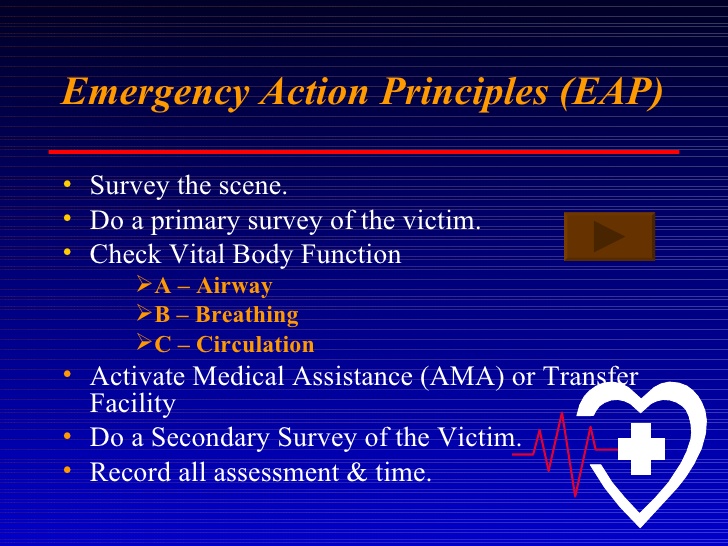 Emergency Action Principles (EAP)
• Survey the scene.
• Do a primary survey of the victim.
• Check Vital Body Function
➢A – Airway
➢B – Breathing
➢C – Circulation
• Activate Medical Assistance (AMA) or Transfer
Facility
• Do a Secondary Survey of the Victim.
• Record all assessment & time.